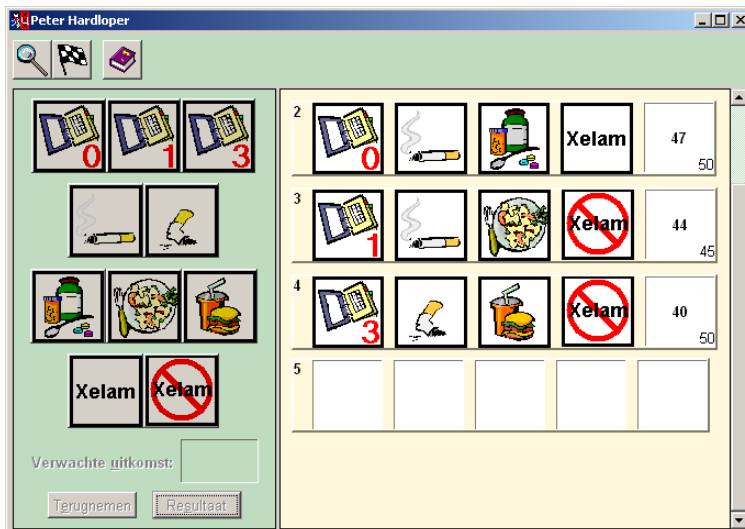 Peter Hardloper
0 1 3
Xelam Xelam
Verwachte uitkomst:
Terugnemen Resultaat
2 0 Xelam 47 50
3 1 Xelam 44 45
4 3 Xelam 40 50
5